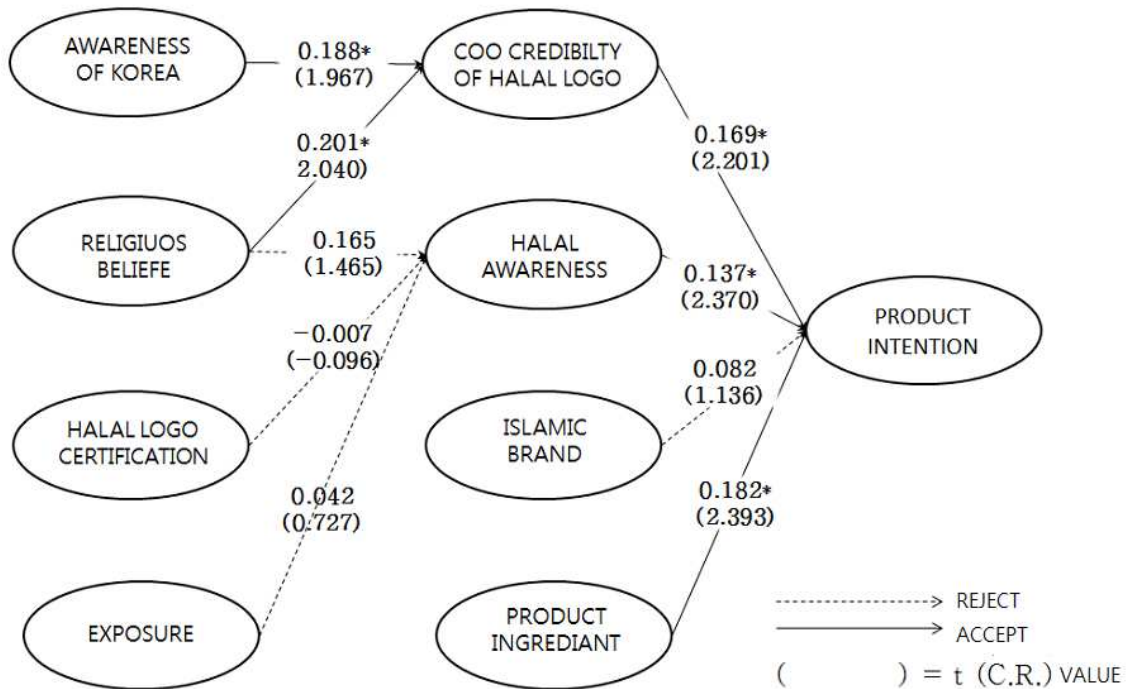 AWARENESS
OF KOREA
0.188*
(1.967)
COO CREDIBILTY
OF HALAL LOGO
0.201*
2.040)
0.169*
(2.201)
RELIGIUOS
BELIEFE
0.165
(1.465)
HALAL
AWARENESS
0.137*
(2.370)
PRODUCT
INTENTION
−0.007
(−0.096)
0.082
(1.136)
HALAL LOGO
CERTIFICATION
ISLAMIC
BRAND
0.042
(0.727)
0.182*
(2.393)
EXPOSURE
PRODUCT
INGREDIANT
REJECT
ACCEPT
( ) = t (C.R.) VALUE